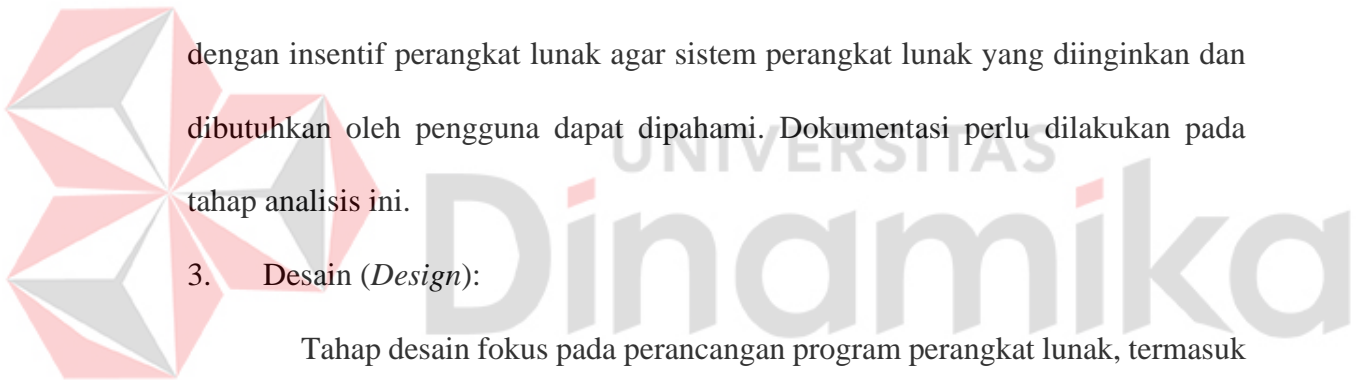 dengan insentif perangkat lunak agar sistem perangkat lunak yang diinginkan dan
dibutuhkan oleh pengguna dapat dipahami. Dokumentasi perlu dilakukan pada
UNIVERSITAS
tahap analisis ini.
Dinamika
3. Desain (Design):
Tahap desain fokus pada perancangan program perangkat lunak, termasuk